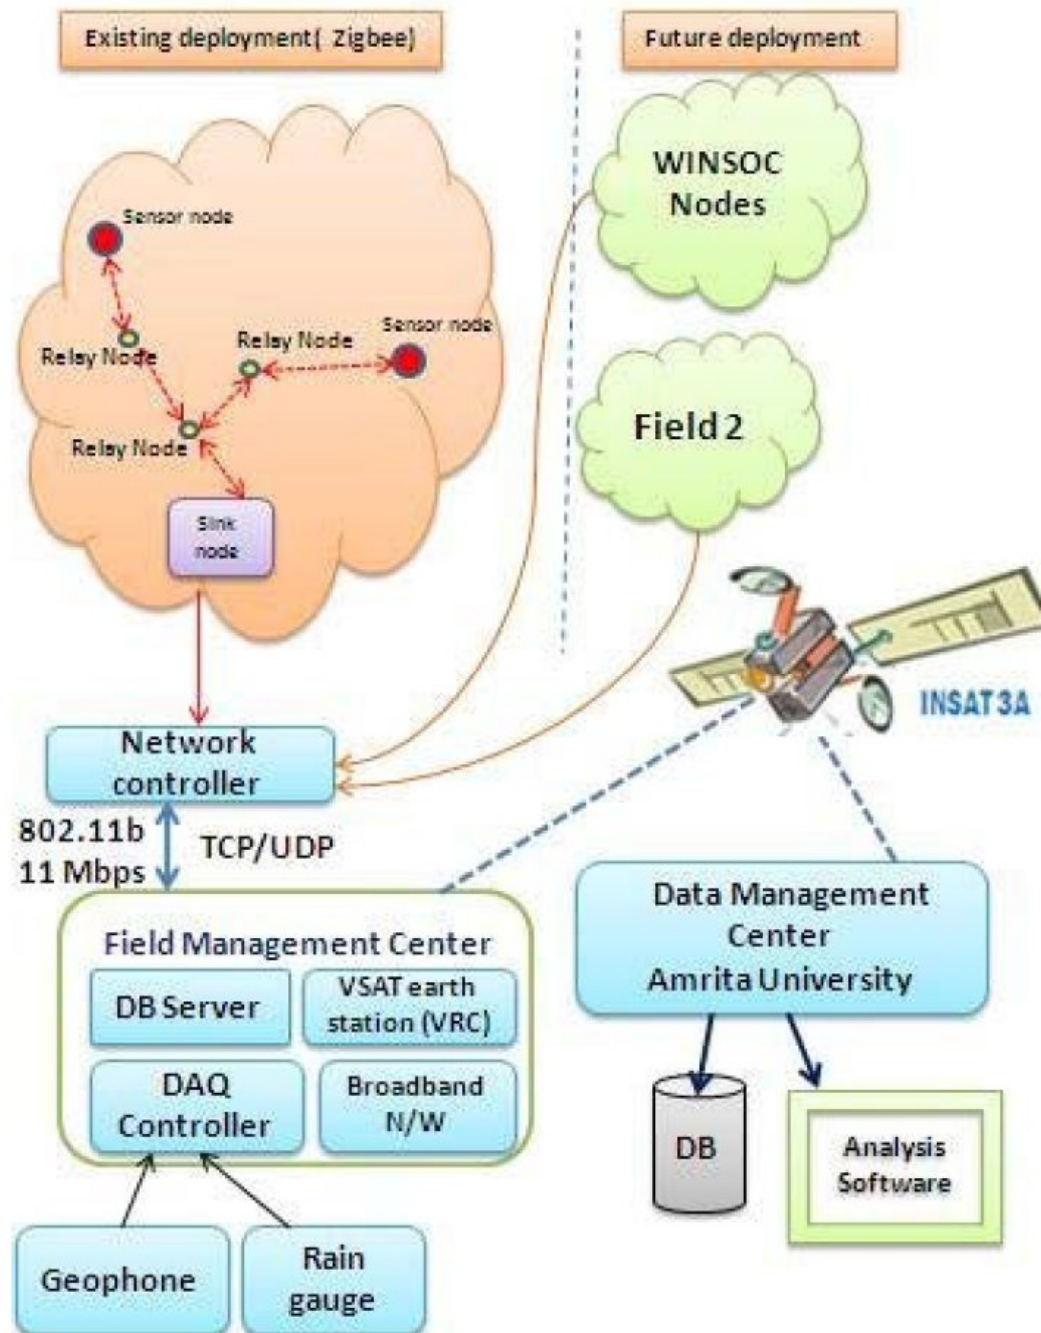 Existing deployment( Zigbee)
Future deployment
WINSOC
Nodes
Sensor node
Sensor node
Relay Node
Relay Node
Relay Node
Field 2
Sink
node
INSAT 3A
Network
controller
802.11b
11 Mbps
TCP/UDP
Field Management Center
DB Server
VSAT earth
station (VRC)
DAQ
Controller
Broadband
N/W
Data Management
Center
Amrita University
DB
Analysis
Software
Geophone
Rain
gauge